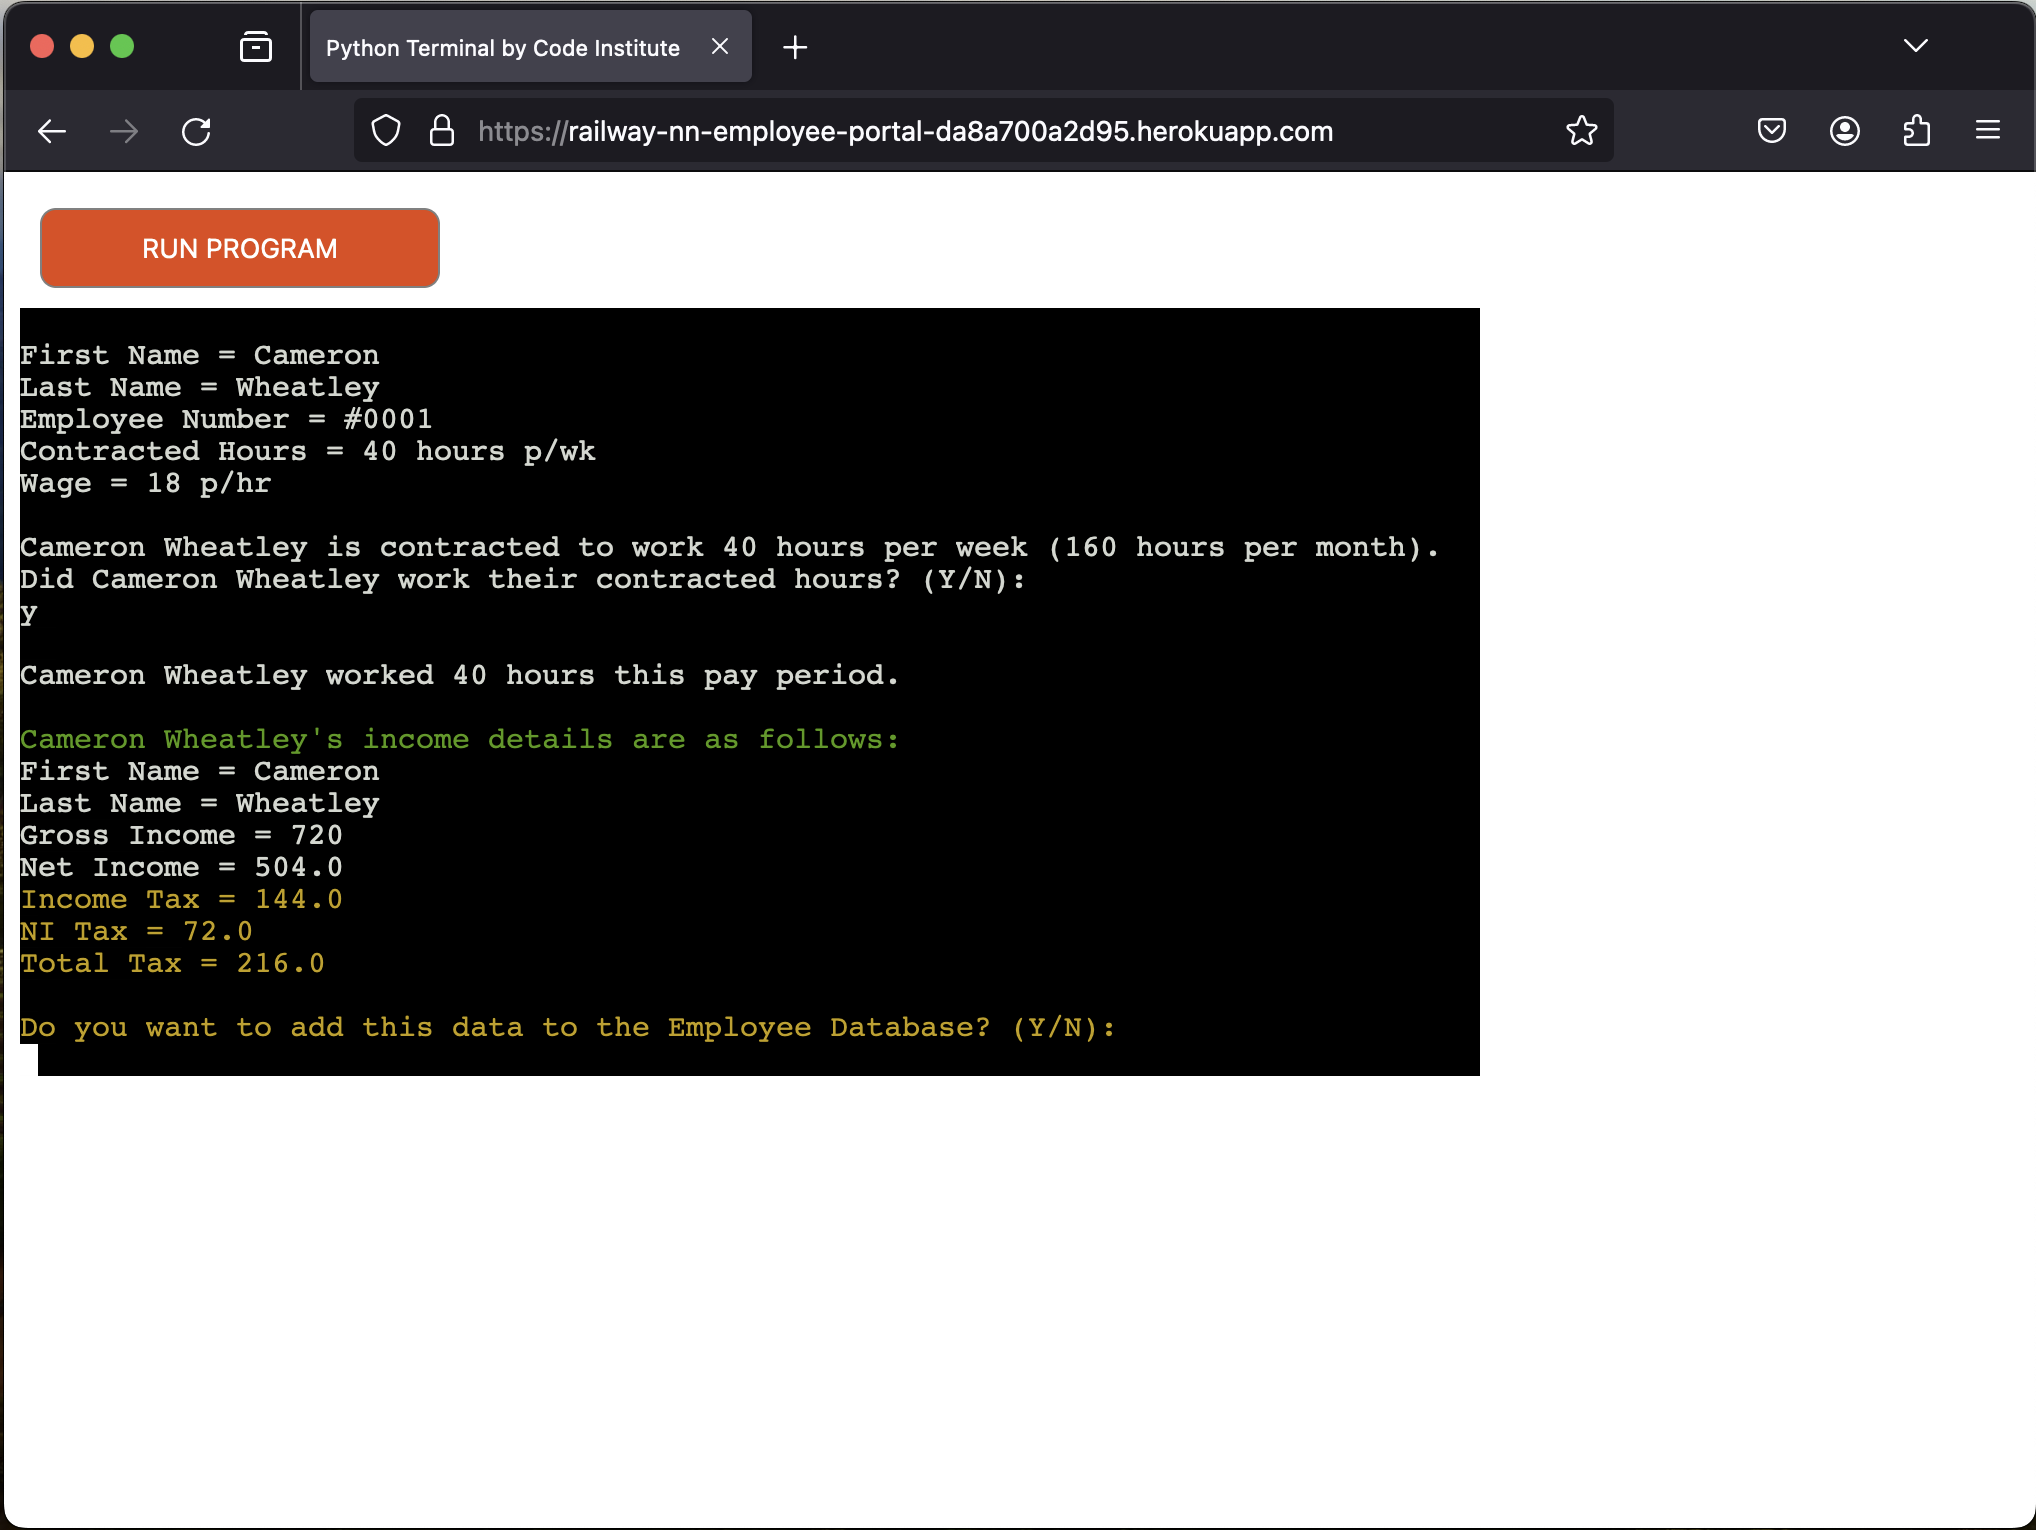 Python Terminal by Code Institute
https://railway-nn-employee-portal-da8a700a2d95.herokuapp.com
RUN PROGRAM
First Name = Cameron
Last Name = Wheatley
Employee Number = #0001
Contracted Hours = 40 hours p/wk
Wage = 18 p/hr
Cameron Wheatley is contracted to work 40 hours per week (160 hours per month).
Did Cameron Wheatley work their contracted hours? (Y/N):
y
Cameron Wheatley worked 40 hours this pay period.
Cameron Wheatley's income details are as follows:
First Name = Cameron
Last Name = Wheatley
Gross Income = 720
Net Income = 504.0
Income Tax = 144.0
NI Tax = 72.0
Total Tax = 216.0
Do you want to add this data to the Employee Database? (Y/N):